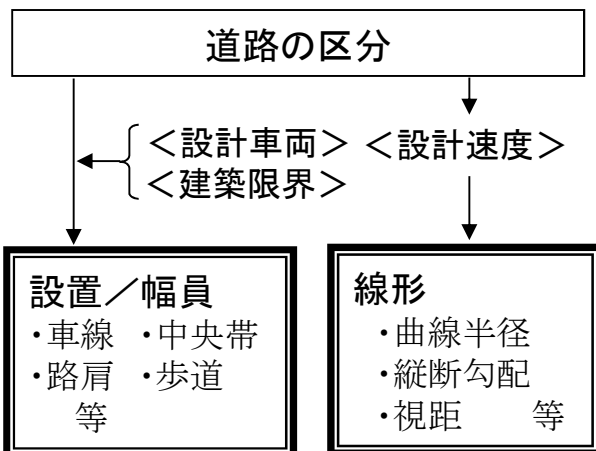 道路の区分
＜設計車両＞ ＜設計速度＞
＜建築限界＞
設置／幅員
・車線 ・中央帯
・路肩 ・歩道
等
線形
・曲線半径
・縦断勾配
・視距 等